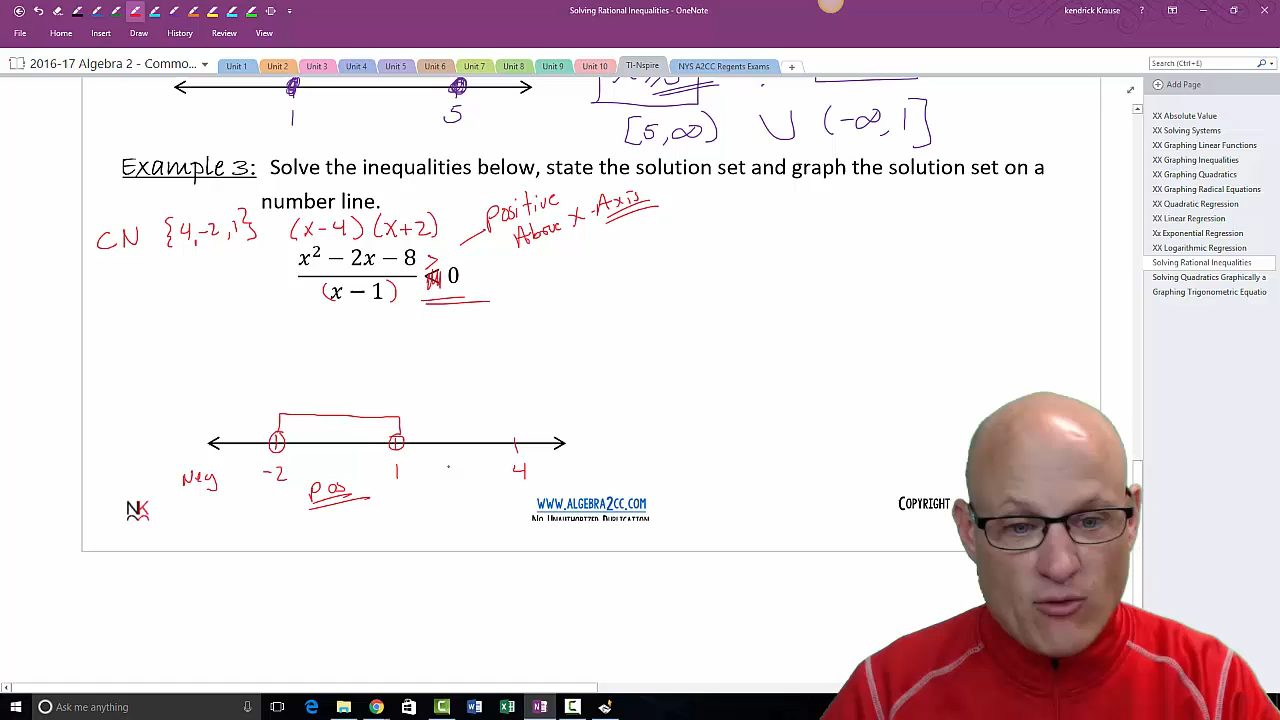 Solving Rational Inequalities - OneNote
kendrick Krause
File Home Insert Draw History Review View
2016-17 Algebra 2 - Commo...
Unit 1 Unit 2 Unit 3 Unit 4 Unit 5 Unit 6 Unit 7 Unit 8 Unit 9 Unit 10 TI-Nspire NYS A2CC Regents Exams
Search (Ctrl+E)
Add Page
XX Absolute Value
XX Solving Systems
XX Graphing Linear Functions
XX Graphing Inequalities
XX Graphing Quadratics
XX Graphing Radical Equations
XX Quadratic Regression
XX Linear Regression
Xx Exponential Regression
XX Logarithmic Regression
Solving Rational Inequalities
Solving Quadratics Graphically a
Graphing Trigonometric Equatio
1 5
[5,∞) ∪ (-∞, 1]
Example 3: Solve the inequalities below, state the solution set and graph the solution set on a
number line.
CN {4,-2,1} (x-4)(x+2)
Positive
Above x-Axis
x² − 2x − 8
> 0
(x − 1)
Neg -2 pos 1 4
NK
WWW.ALGEBRA2CC.COM
No Unauthorized Duplication
Copyright
Ask me anything